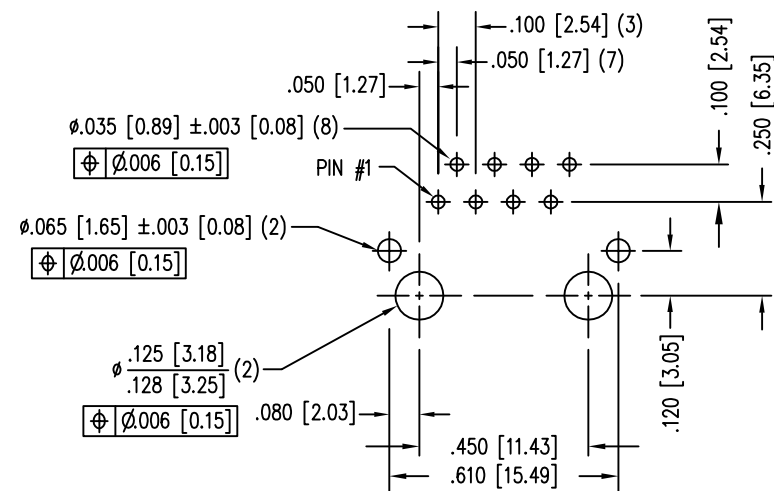 .100 [2.54] (3)
.050 [1.27] (7)
.050 [1.27]
.100 [2.54]
.250 [6.35]
⌀.035 [0.89] ±.003 [0.08] (8)
⌖ ⌀.006 [0.15]
PIN #1
⌀.065 [1.65] ±.003 [0.08] (2)
⌖ ⌀.006 [0.15]
⌀ .125 [3.18]
.128 [3.25] (2)
⌖ ⌀.006 [0.15]
.080 [2.03]
.120 [3.05]
.450 [11.43]
.610 [15.49]